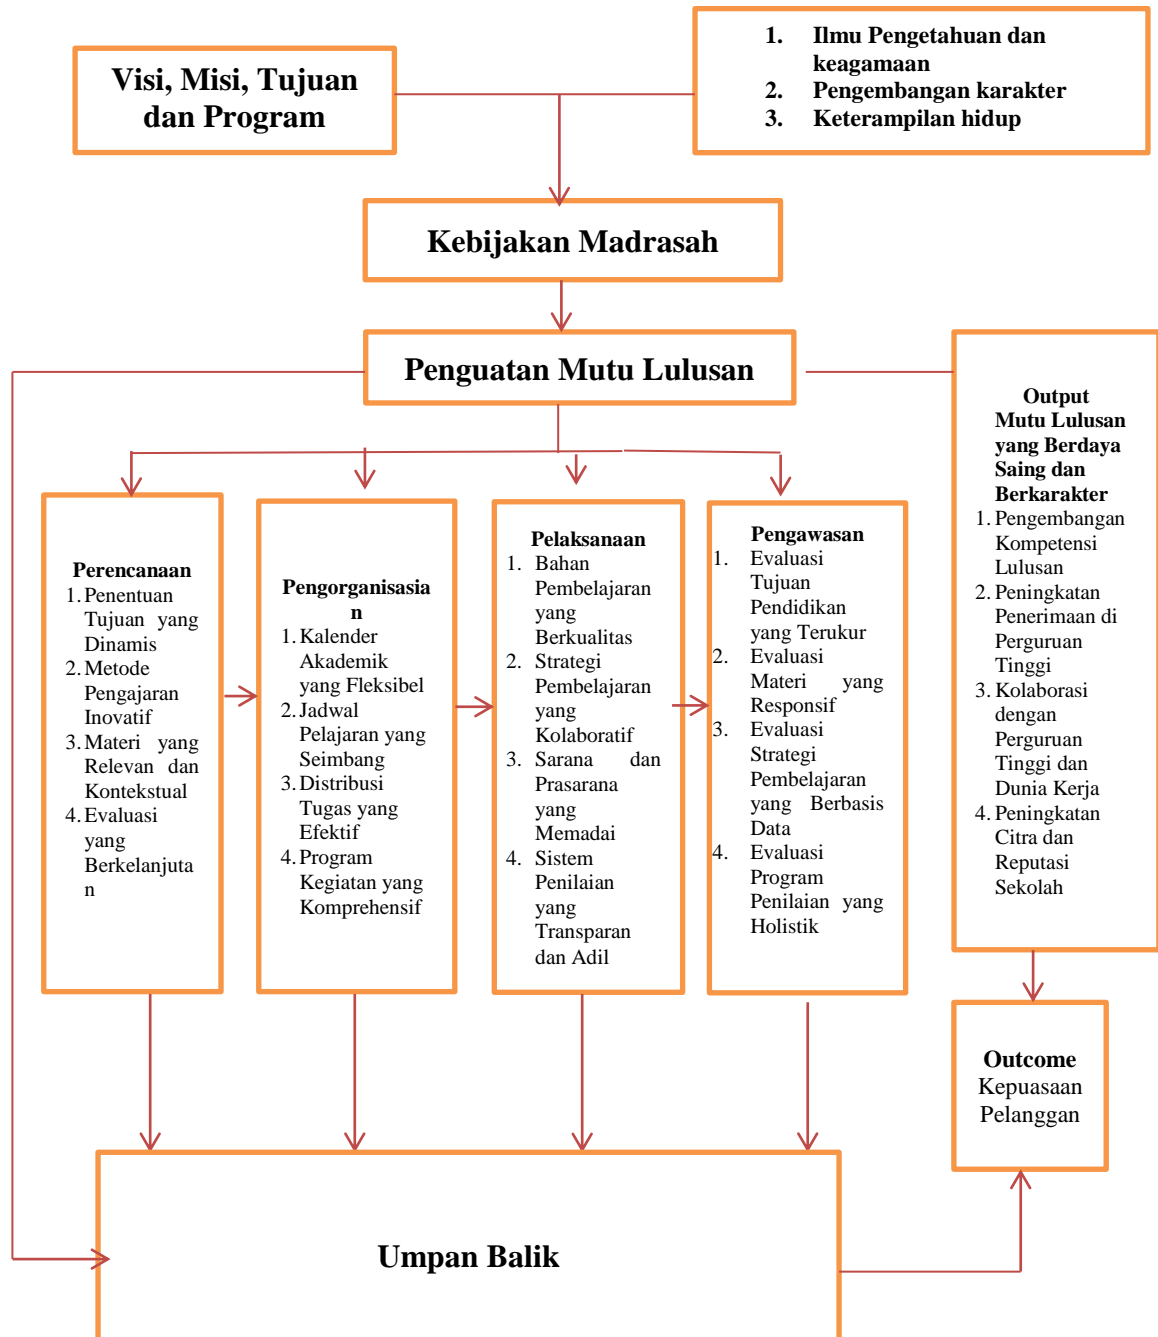 Visi, Misi, Tujuan
dan Program
1. Ilmu Pengetahuan dan
keagamaan
2. Pengembangan karakter
3. Keterampilan hidup
Kebijakan Madrasah
Penguatan Mutu Lulusan
Perencanaan
1. Penentuan
Tujuan yang
Dinamis
2. Metode
Pengajaran
Inovatif
3. Materi yang
Relevan dan
Kontekstual
4. Evaluasi
yang
Berkelanjuta
n
Pengorganisasia
n
1. Kalender
Akademik
yang Fleksibel
2. Jadwal
Pelajaran yang
Seimbang
3. Distribusi
Tugas yang
Efektif
4. Program
Kegiatan yang
Komprehensif
Pelaksanaan
1. Bahan
Pembelajaran
yang
Berkualitas
2. Strategi
Pembelajaran
yang
Kolaboratif
3. Sarana dan
Prasarana
yang
Memadai
4. Sistem
Penilaian
yang
Transparan
dan Adil
Pengawasan
1. Evaluasi
Tujuan
Pendidikan
yang Terukur
2. Evaluasi
Materi yang
Responsif
3. Evaluasi
Strategi
Pembelajaran
yang Berbasis
Data
4. Evaluasi
Program
Penilaian yang
Holistik
Output
Mutu Lulusan
yang Berdaya
Saing dan
Berkarakter
1. Pengembangan
Kompetensi
Lulusan
2. Peningkatan
Penerimaan di
Perguruan
Tinggi
3. Kolaborasi
dengan
Perguruan
Tinggi dan
Dunia Kerja
4. Peningkatan
Citra dan
Reputasi
Sekolah
Outcome
Kepuasaan
Pelanggan
Umpan Balik